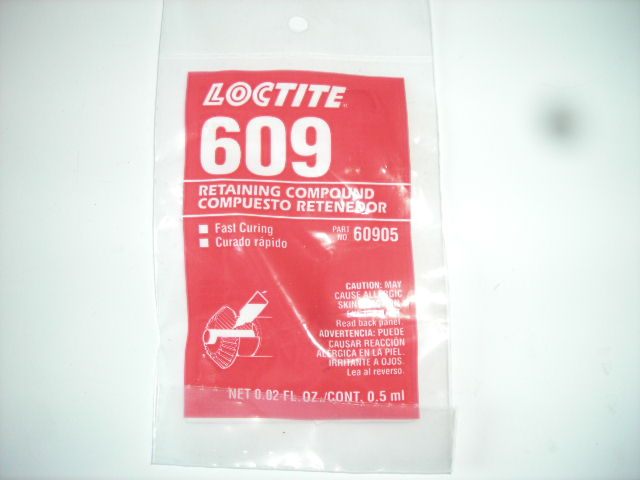 LOCTITE
609
RETAINING COMPOUND
COMPUESTO RETENEDOR
Fast Curing
Curado rápido
PART NO. 60905
CAUTION: MAY
CAUSE ALLERGIC
SKIN
Read back panel.
ADVERTENCIA: PUEDE
CAUSAR REACCIÓN
ALÉRGICA EN LA PIEL.
IRRITANTE A OJOS.
Lea al reverso.
NET 0.02 FL. OZ./CONT. 0.5 ml